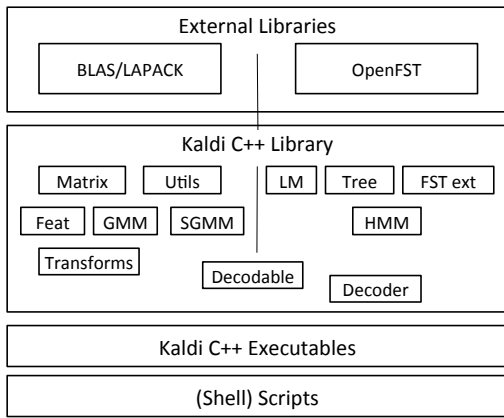 External Libraries
BLAS/LAPACK OpenFST
Kaldi C++ Library
Matrix Utils LM Tree FST ext
Feat GMM SGMM HMM
Transforms
Decodable
Decoder
Kaldi C++ Executables
(Shell) Scripts